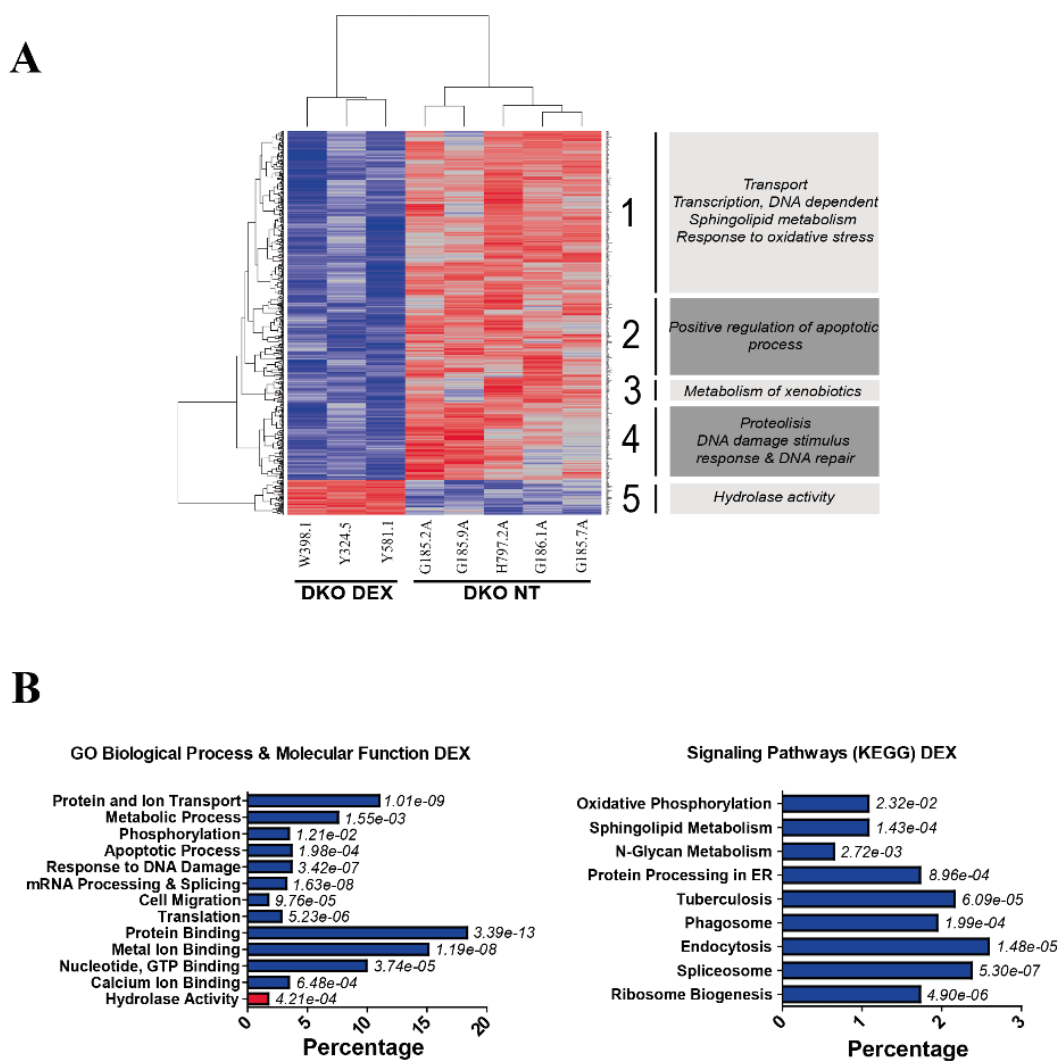 A
1
Transport
Transcription, DNA dependent
Sphingolipid metabolism
Response to oxidative stress
2
Positive regulation of apoptotic
process
3
Metabolism of xenobiotics
4
Proteolisis
DNA damage stimulus
response & DNA repair
5
Hydrolase activity
W398.1
Y324.5
Y581.1
G185.2A
G185.9A
H797.2A
G186.1A
G185.7A
DKO DEX
DKO NT
B
GO Biological Process & Molecular Function DEX
Protein and Ion Transport 1.01e-09
Metabolic Process 1.55e-03
Phosphorylation 1.21e-02
Apoptotic Process 1.98e-04
Response to DNA Damage 3.42e-07
mRNA Processing & Splicing 1.63e-08
Cell Migration 9.76e-05
Translation 5.23e-06
Protein Binding 3.39e-13
Metal Ion Binding 1.19e-08
Nucleotide, GTP Binding 3.74e-05
Calcium Ion Binding 6.48e-04
Hydrolase Activity 4.21e-04
0 5 10 15 20
Percentage
Signaling Pathways (KEGG) DEX
Oxidative Phosphorylation 2.32e-02
Sphingolipid Metabolism 1.43e-04
N-Glycan Metabolism 2.72e-03
Protein Processing in ER 8.96e-04
Tuberculosis 6.09e-05
Phagosome 1.99e-04
Endocytosis 1.48e-05
Spliceosome 5.30e-07
Ribosome Biogenesis 4.90e-06
0 1 2 3
Percentage